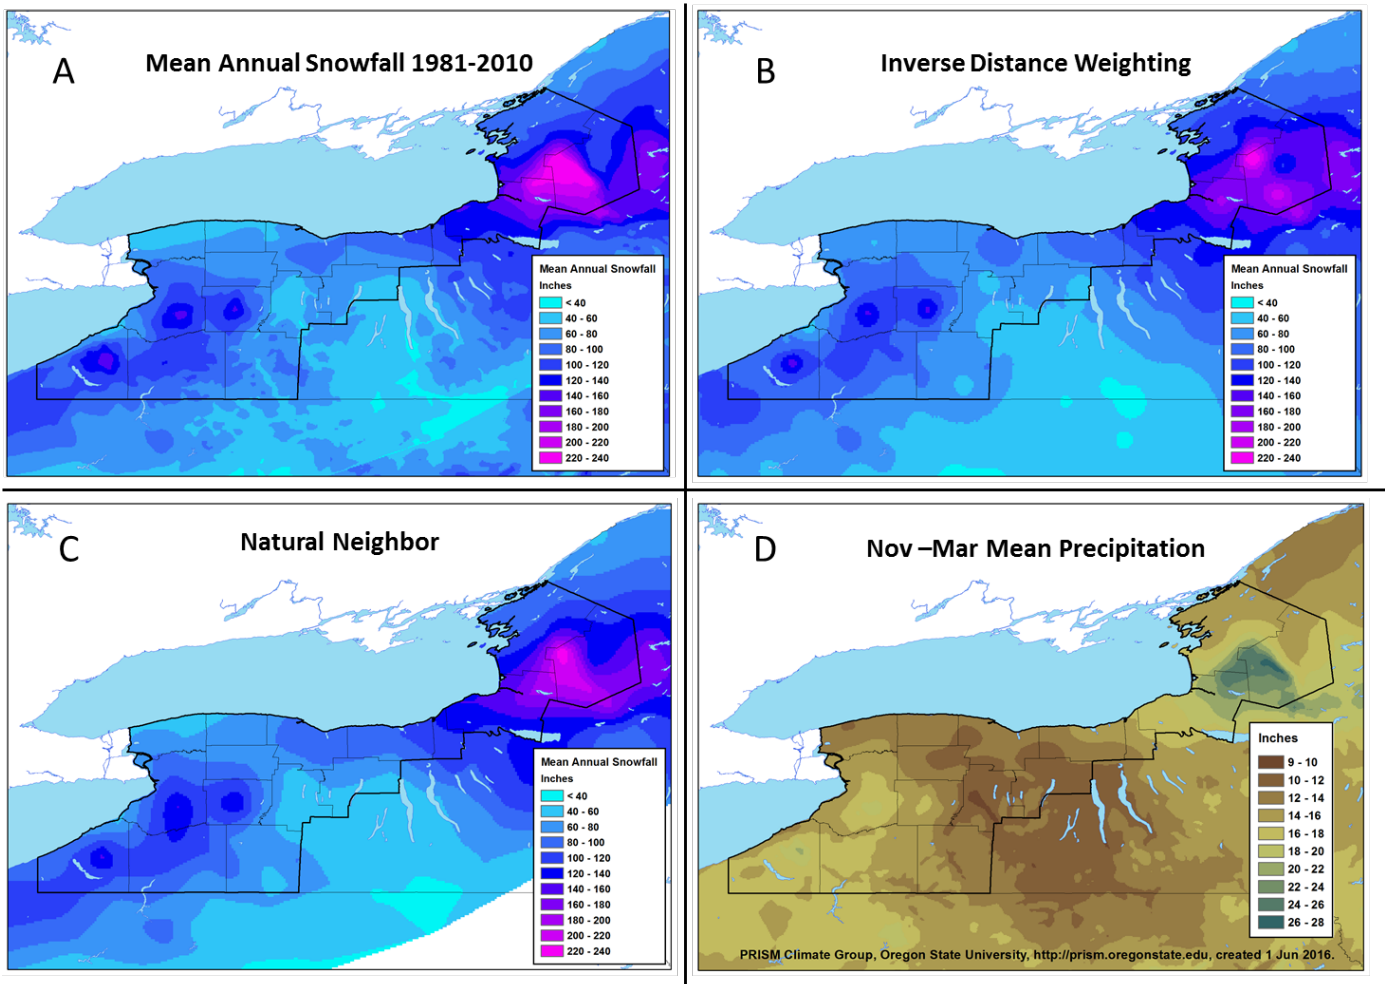 A
Mean Annual Snowfall 1981-2010
Mean Annual Snowfall
Inches
< 40
40 - 60
60 - 80
80 - 100
100 - 120
120 - 140
140 - 160
160 - 180
180 - 200
200 - 220
220 - 240
B
Inverse Distance Weighting
Mean Annual Snowfall
Inches
< 40
40 - 60
60 - 80
80 - 100
100 - 120
120 - 140
140 - 160
160 - 180
180 - 200
200 - 220
220 - 240
C
Natural Neighbor
Mean Annual Snowfall
Inches
< 40
40 - 60
60 - 80
80 - 100
100 - 120
120 - 140
140 - 160
160 - 180
180 - 200
200 - 220
220 - 240
D
Nov –Mar Mean Precipitation
Inches
9 - 10
10 - 12
12 - 14
14 -16
16 - 18
18 - 20
20 - 22
22 - 24
24 - 26
26 - 28
PRISM Climate Group, Oregon State University, http://prism.oregonstate.edu, created 1 Jun 2016.